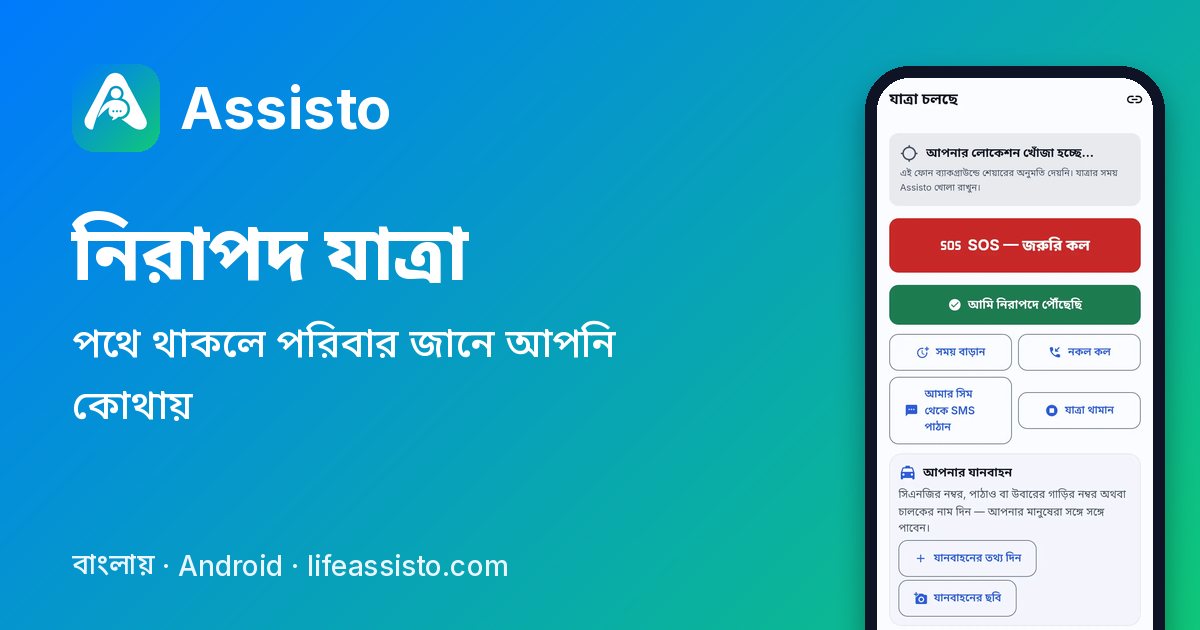 Assisto
নিরাপদ যাত্রা
পথে থাকলে পরিবার জানে আপনি
কোথায়
বাংলায় · Android · lifeassisto.com
যাত্রা চলছে
আপনার লোকেশন খোঁজা হচ্ছে...
এই ফোন ব্যাকগ্রাউন্ডে শেয়ারের অনুমতি দেয়নি। যাত্রার সময়
Assisto খোলা রাখুন।
SOS SOS — জরুরি কল
আমি নিরাপদে পৌঁছেছি
সময় বাড়ান
নকল কল
আমার সিম
থেকে SMS
পাঠান
যাত্রা থামান
আপনার যানবাহন
সিএনজির নম্বর, পাঠাও বা উবারের গাড়ির নম্বর অথবা
চালকের নাম দিন — আপনার মানুষেরা সঙ্গে সঙ্গে
পাবেন।
+ যানবাহনের তথ্য দিন
যানবাহনের ছবি